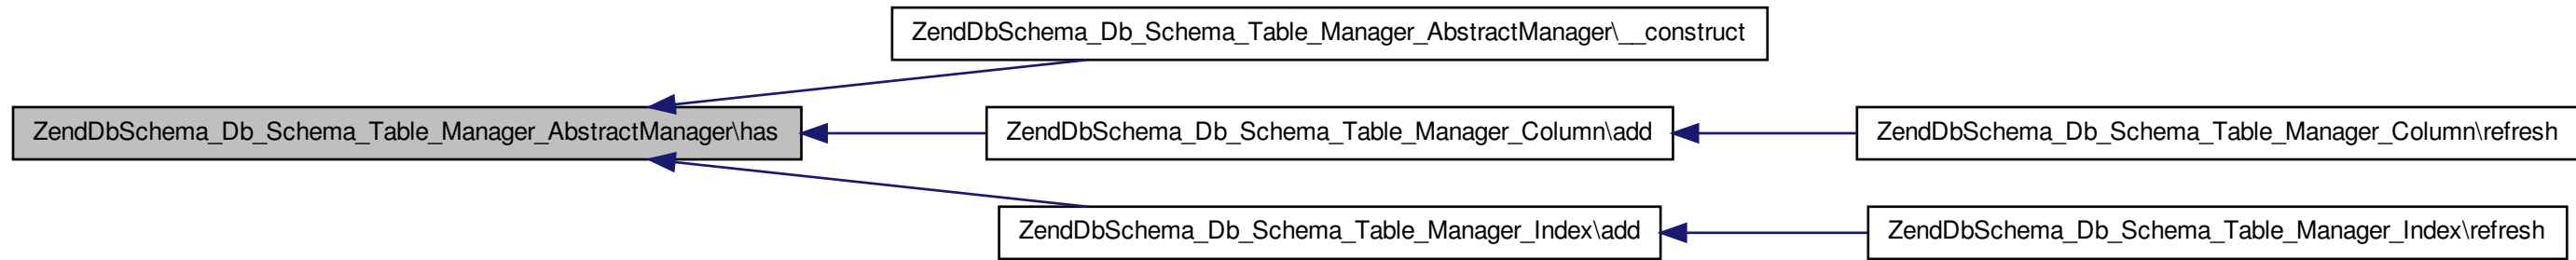 ZendDbSchema_Db_Schema_Table_Manager_AbstractManager\__construct
ZendDbSchema_Db_Schema_Table_Manager_AbstractManager\has
ZendDbSchema_Db_Schema_Table_Manager_Column\add
ZendDbSchema_Db_Schema_Table_Manager_Column\refresh
ZendDbSchema_Db_Schema_Table_Manager_Index\add
ZendDbSchema_Db_Schema_Table_Manager_Index\refresh